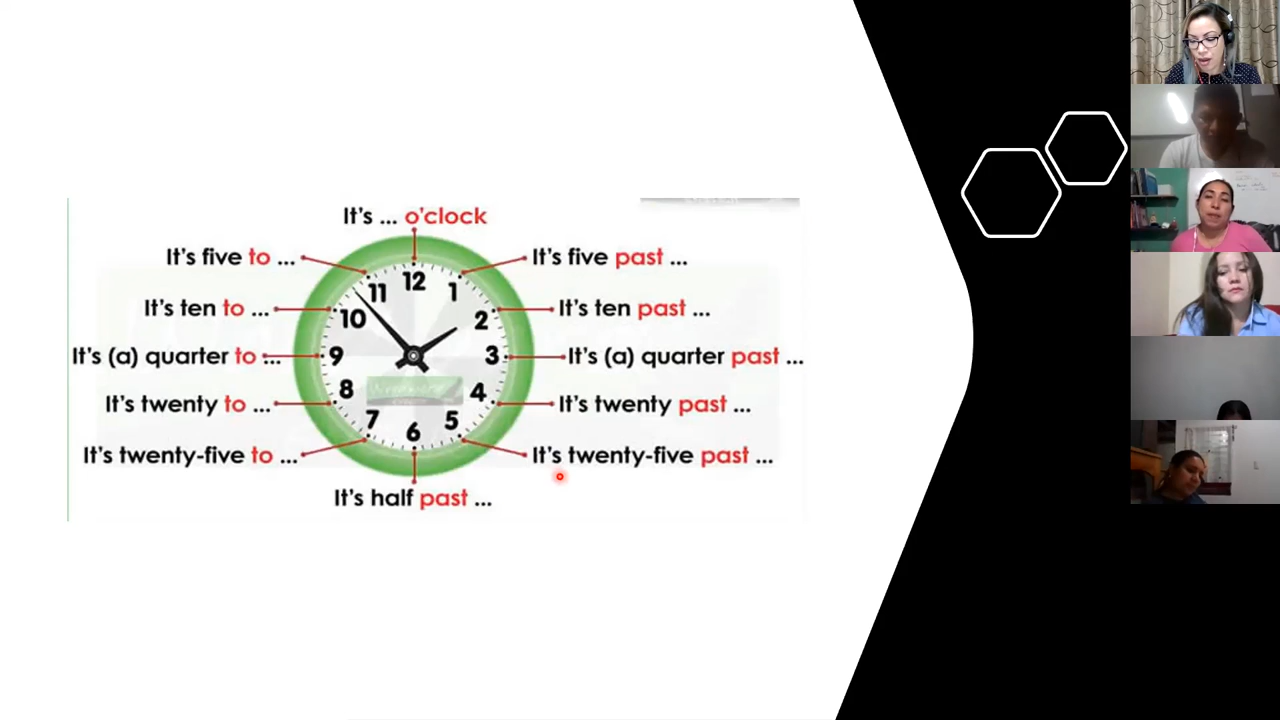 It's ... o'clock
It's five to ...
It's five past ...
It's ten to ...
It's ten past ...
It's (a) quarter to ...
It's (a) quarter past ...
It's twenty to ...
It's twenty past ...
It's twenty-five to ...
It's twenty-five past ...
It's half past ...
12
1
2
3
4
5
6
7
8
9
10
11